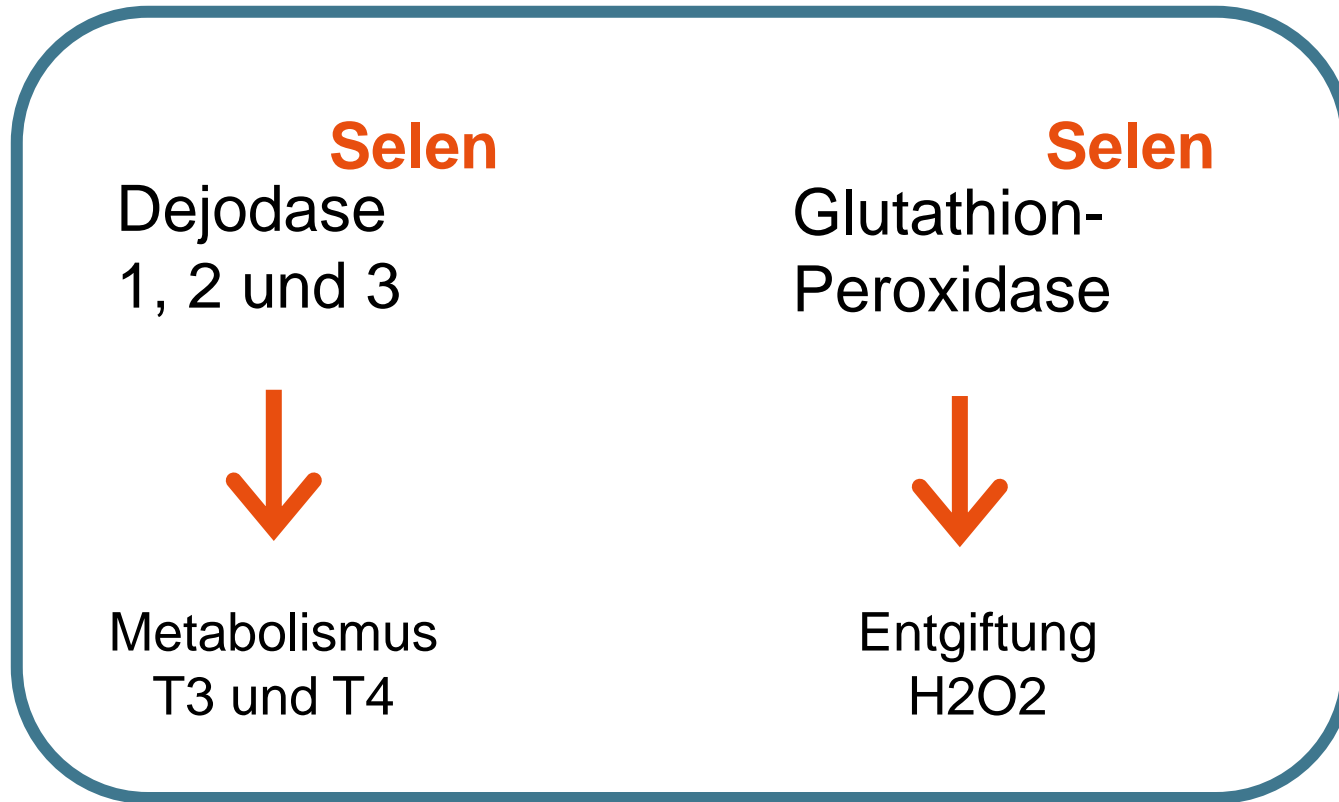 Selen
Dejodase
1, 2 und 3
Metabolismus
T3 und T4
Selen
Glutathion-
Peroxidase
Entgiftung
H2O2